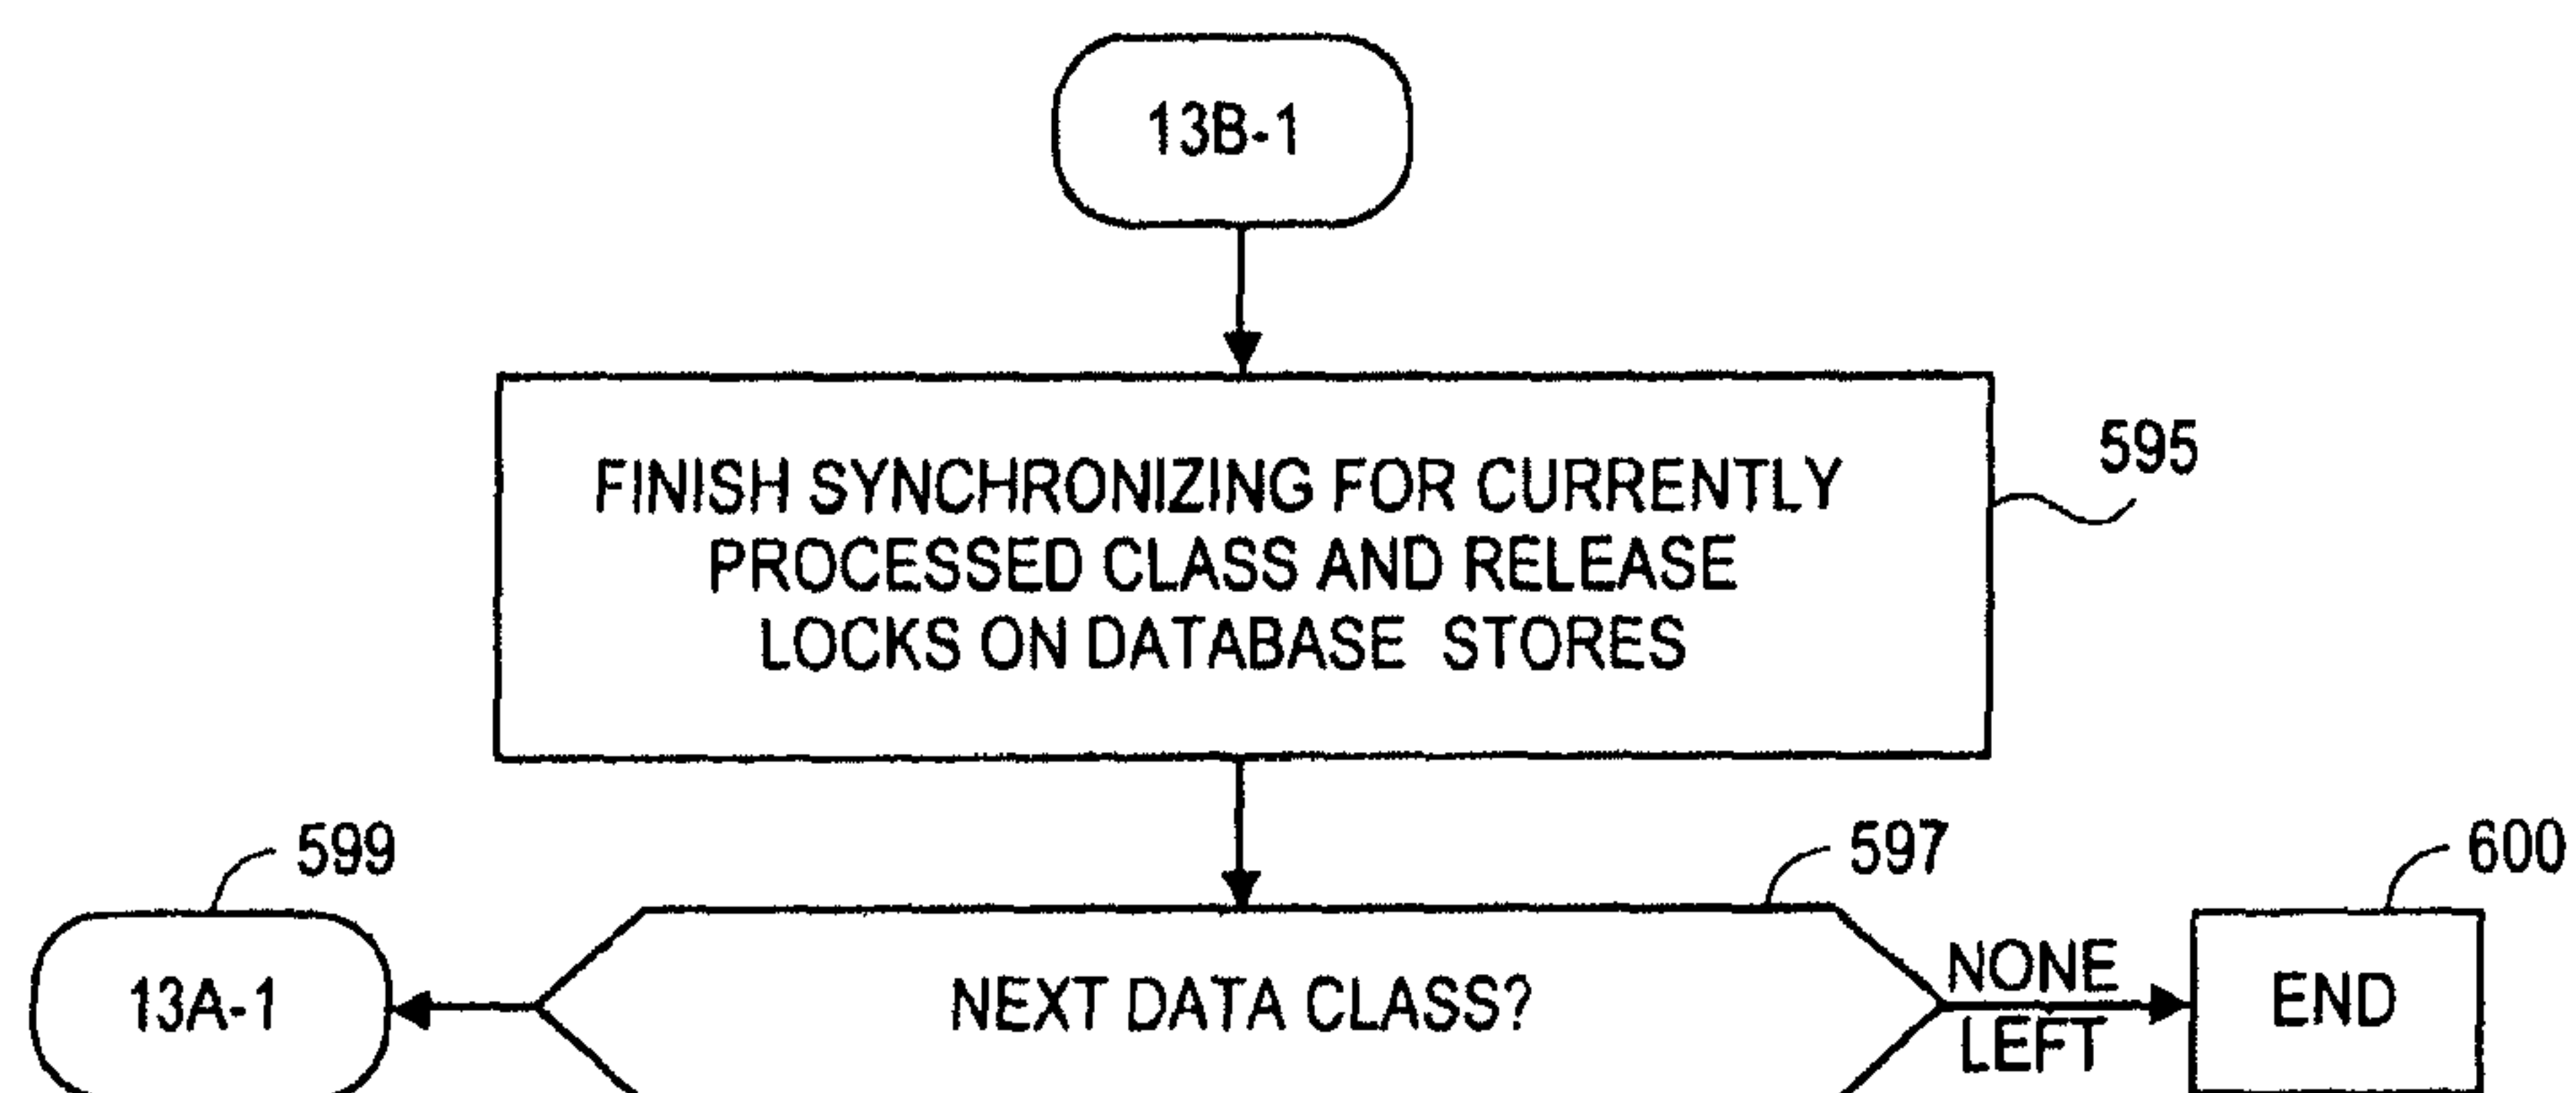 13B-1
FINISH SYNCHRONIZING FOR CURRENTLY
PROCESSED CLASS AND RELEASE
LOCKS ON DATABASE STORES
595
599
597
600
13A-1
NEXT DATA CLASS?
NONE
LEFT
END